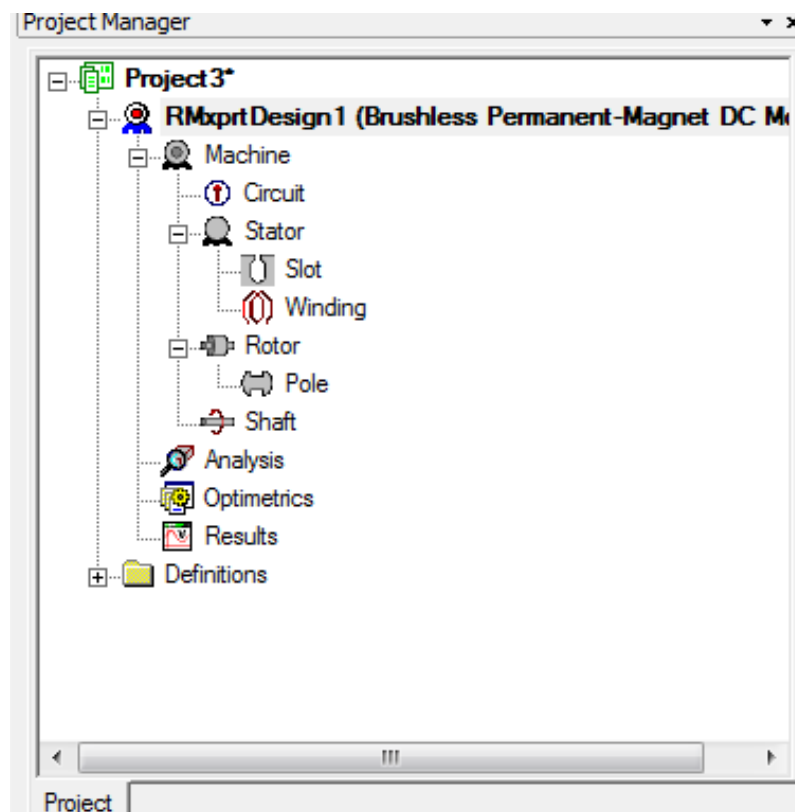 Project Manager
Project3*
RMxprtDesign1 (Brushless Permanent-Magnet DC M
Machine
Circuit
Stator
Slot
Winding
Rotor
Pole
Shaft
Analysis
Optimetrics
Results
Definitions
Project